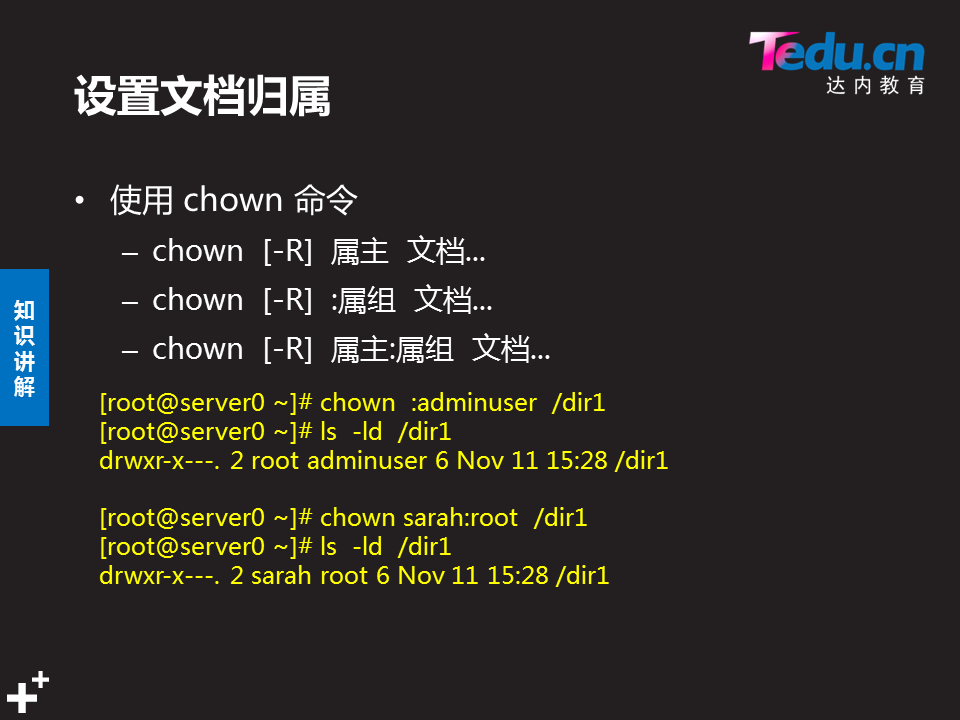 Tedu.cn
达内教育
设置文档归属
• 使用 chown 命令
– chown [-R] 属主 文档...
– chown [-R] :属组 文档...
– chown [-R] 属主:属组 文档...
知识讲解
[root@server0 ~]# chown :adminuser /dir1
[root@server0 ~]# ls -ld /dir1
drwxr-x---. 2 root adminuser 6 Nov 11 15:28 /dir1
[root@server0 ~]# chown sarah:root /dir1
[root@server0 ~]# ls -ld /dir1
drwxr-x---. 2 sarah root 6 Nov 11 15:28 /dir1